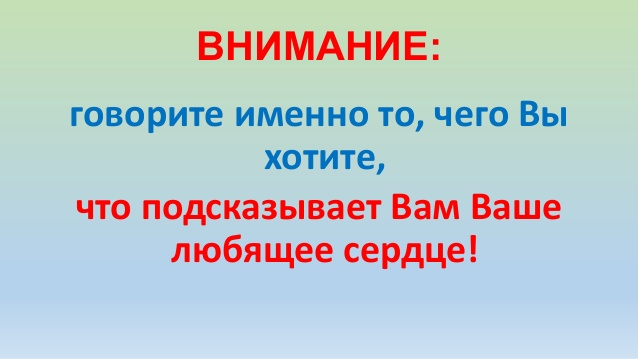 ВНИМАНИЕ:
говорите именно то, чего Вы
хотите,
что подсказывает Вам Ваше
любящее сердце!